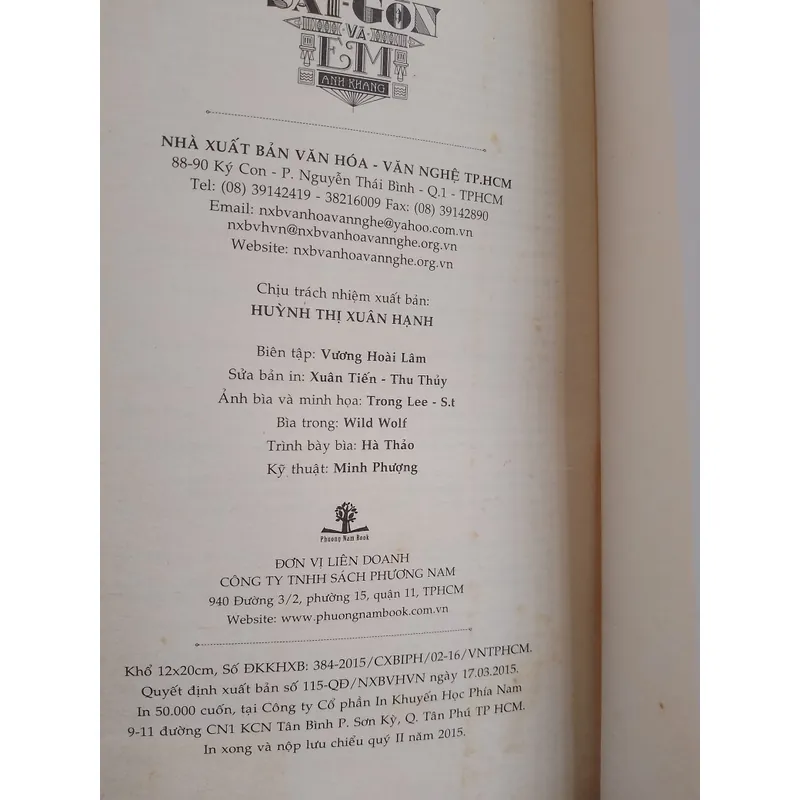 SÀI-GÒN
VÀ
EM
ANH KHANG
NHÀ XUẤT BẢN VĂN HÓA - VĂN NGHỆ TP.HCM
88-90 Ký Con - P. Nguyễn Thái Bình - Q.1 - TPHCM
Tel: (08) 39142419 - 38216009 Fax: (08) 39142890
Email: nxbvanhoavannghe@yahoo.com.vn
nxbvhvn@nxbvanhoavannghe.org.vn
Website: nxbvanhoavannghe.org.vn
Chịu trách nhiệm xuất bản:
HUỲNH THỊ XUÂN HẠNH
Biên tập: Vương Hoài Lâm
Sửa bản in: Xuân Tiến - Thu Thủy
Ảnh bìa và minh họa: Trong Lee - S.t
Bìa trong: Wild Wolf
Trình bày bìa: Hà Thảo
Kỹ thuật: Minh Phượng
Phuong Nam Book
ĐƠN VỊ LIÊN DOANH
CÔNG TY TNHH SÁCH PHƯƠNG NAM
940 Đường 3/2, phường 15, quận 11, TPHCM
Website: www.phuongnambook.com.vn
Khổ 12x20cm, Số ĐKKHXB: 384-2015/CXBIPH/02-16/VNTPHCM.
Quyết định xuất bản số 115-QĐ/NXBVHVN ngày 17.03.2015.
In 50.000 cuốn, tại Công ty Cổ phần In Khuyến Học Phía Nam
9-11 đường CN1 KCN Tân Bình P. Sơn Kỳ, Q. Tân Phú TP HCM.
In xong và nộp lưu chiểu quý II năm 2015.